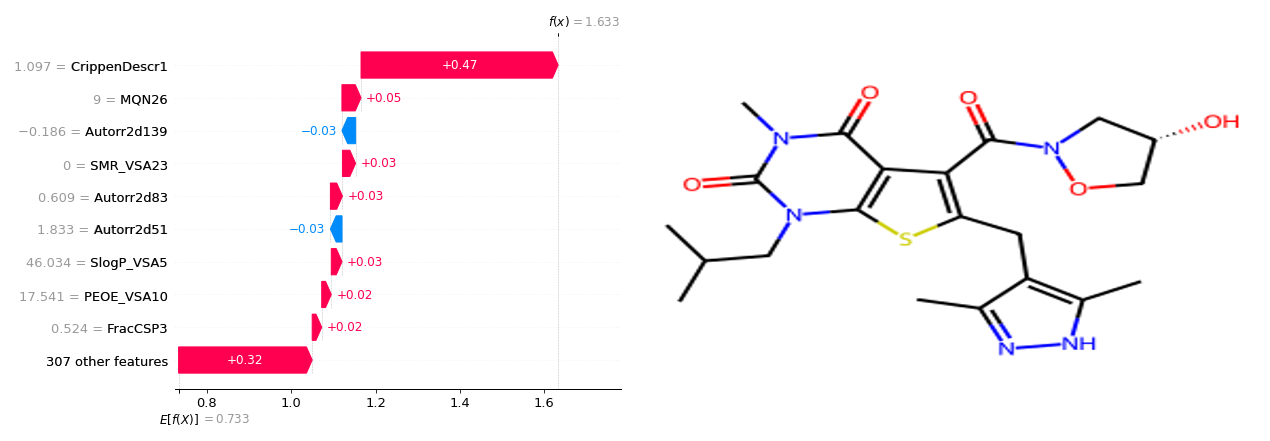 f(x) = 1.633
1.097 = CrippenDescr1
+0.47
9 = MQN26
+0.05
−0.186 = Autorr2d139
−0.03
0 = SMR_VSA23
+0.03
0.609 = Autorr2d83
+0.03
1.833 = Autorr2d51
−0.03
46.034 = SlogP_VSA5
+0.03
17.541 = PEOE_VSA10
+0.02
0.524 = FracCSP3
+0.02
307 other features
+0.32
0.8 1.0 1.2 1.4 1.6
E[f(X)] = 0.733
O
O
N
N
OH
O
O
N
S
N
NH